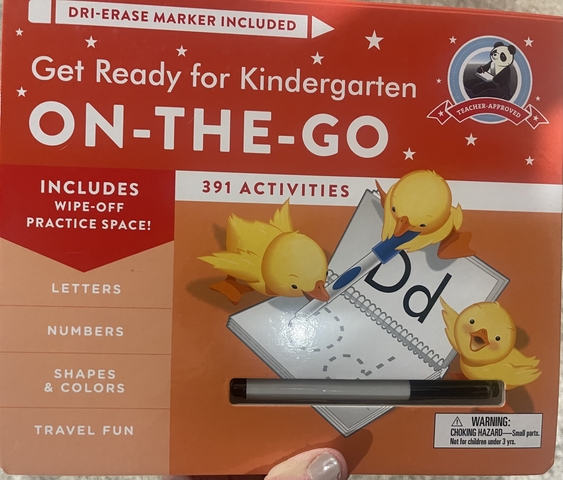 DRI-ERASE MARKER INCLUDED
Get Ready for Kindergarten
ON-THE-GO
TEACHER-APPROVED
INCLUDES
WIPE-OFF
PRACTICE SPACE!
391 ACTIVITIES
LETTERS
NUMBERS
SHAPES
& COLORS
TRAVEL FUN
Dd
WARNING:
CHOKING HAZARD—Small parts.
Not for children under 3 yrs.